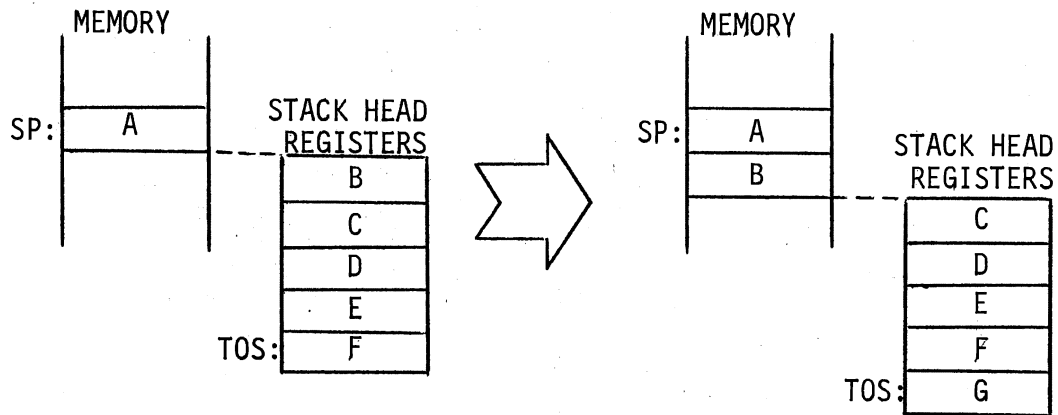 MEMORY
SP: A
STACK HEAD
REGISTERS
B
C
D
E
TOS: F
MEMORY
SP: A
B
STACK HEAD
REGISTERS
C
D
E
F
TOS: G